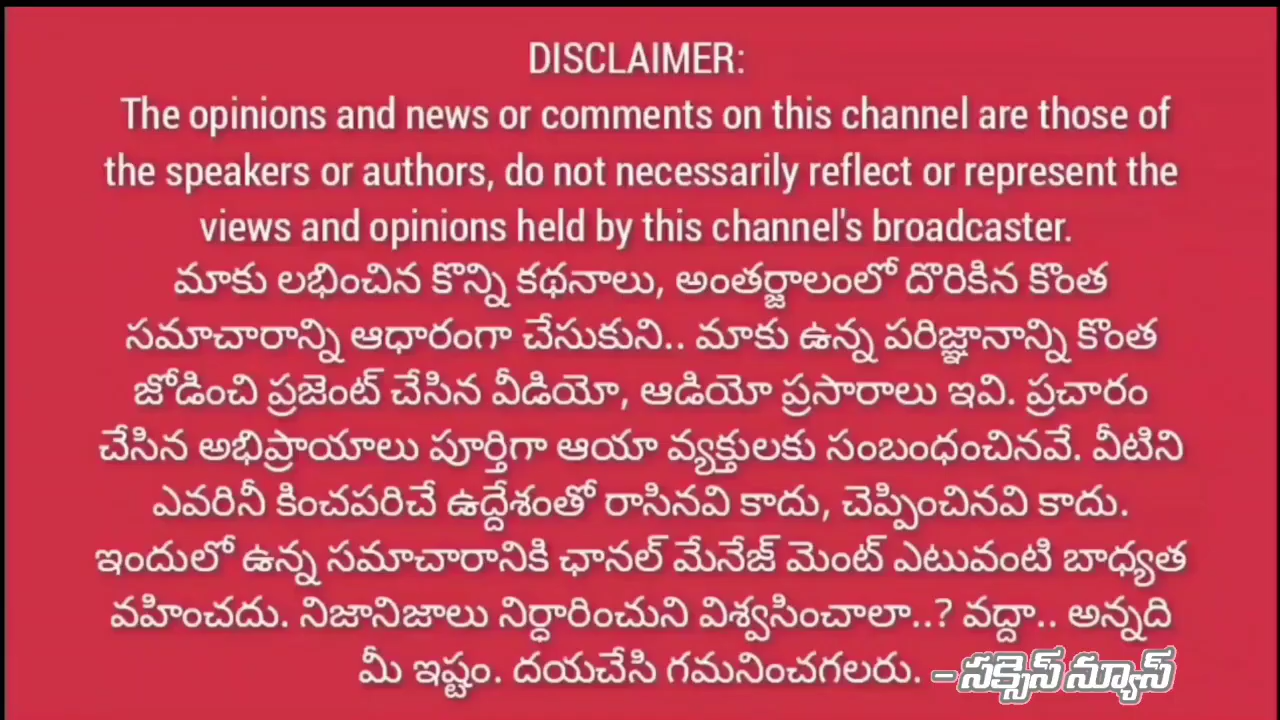 DISCLAIMER:
The opinions and news or comments on this channel are those of
the speakers or authors, do not necessarily reflect or represent the
views and opinions held by this channel's broadcaster.
మాకు లభించిన కొన్ని కథనాలు, అంతర్జాలంలో దొరికిన కొంత
సమాచారాన్ని ఆధారంగా చేసుకుని.. మాకు ఉన్న పరిజ్ఞానాన్ని కొంత
జోడించి ప్రజెంట్ చేసిన వీడియో, ఆడియో ప్రసారాలు ఇవి. ప్రచారం
చేసిన అభిప్రాయాలు పూర్తిగా ఆయా వ్యక్తులకు సంబంధించినవే. వీటిని
ఎవరినీ కించపరిచే ఉద్దేశంతో రాసినవి కాదు, చెప్పించినవి కాదు.
ఇందులో ఉన్న సమాచారానికి ఛానల్ మేనేజ్ మెంట్ ఎటువంటి బాధ్యత
వహించదు. నిజానిజాలు నిర్ధారించుని విశ్వసించాలా..? వద్దా.. అన్నది
మీ ఇష్టం. దయచేసి గమనించగలరు. – సక్సెస్ న్యూస్